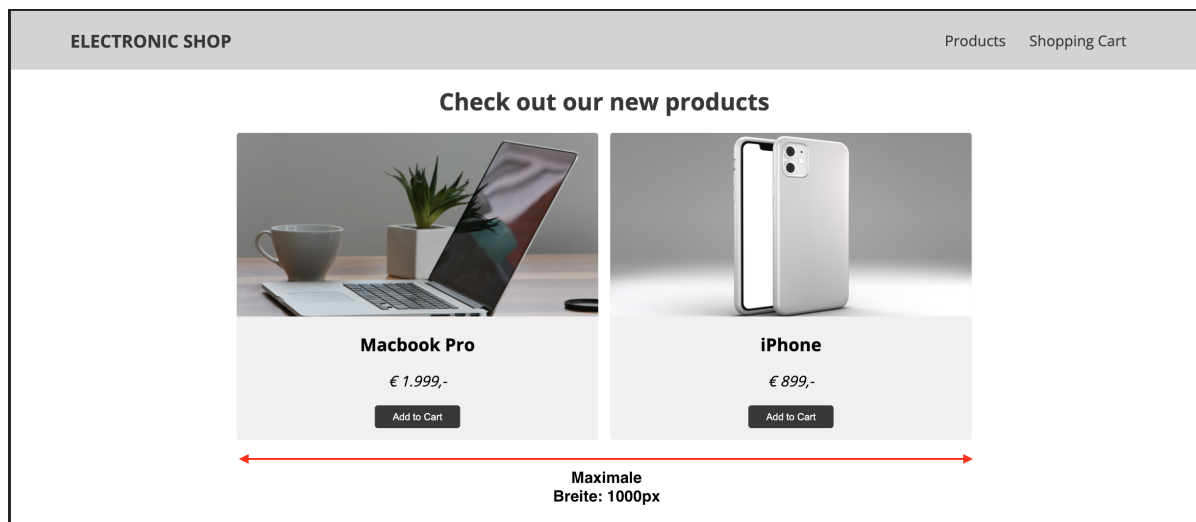 ELECTRONIC SHOP
Products
Shopping Cart
Check out our new products
Macbook Pro
€ 1.999,-
Add to Cart
iPhone
€ 899,-
Add to Cart
Maximale
Breite: 1000px